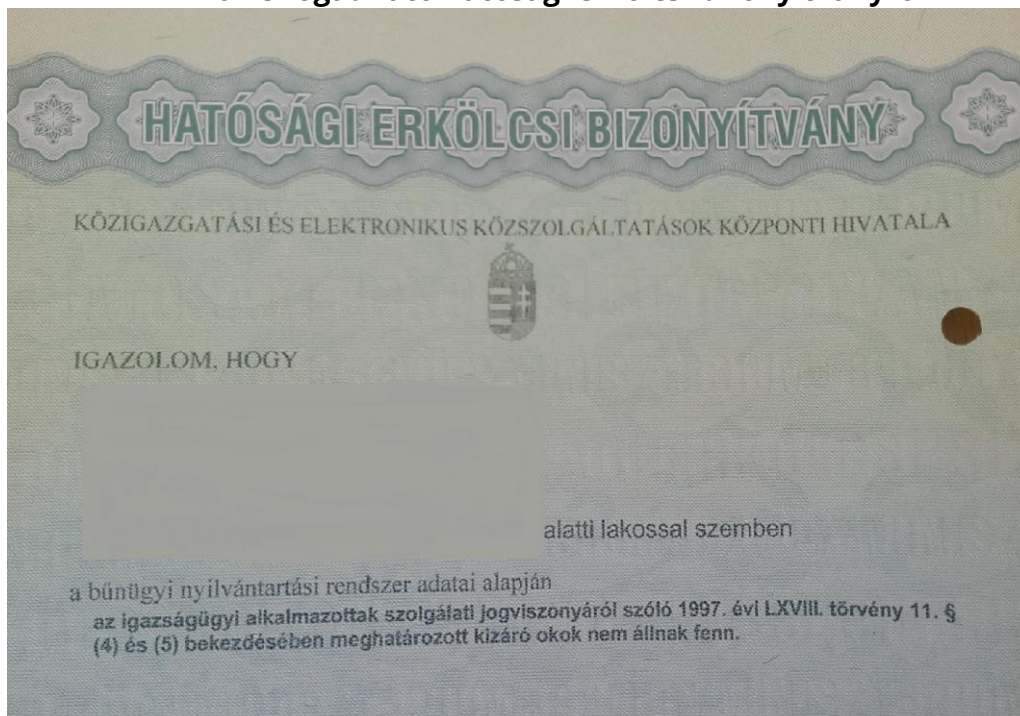 HATÓSÁGI ERKÖLCSI BIZONYÍTVÁNY
KÖZIGAZGATÁSI ÉS ELEKTRONIKUS KÖZSZOLGÁLTATÁSOK KÖZPONTI HIVATALA
IGAZOLOM, HOGY
alatti lakossal szemben
a bűnügyi nyilvántartási rendszer adatai alapján
az igazságügyi alkalmazottak szolgálati jogviszonyáról szóló 1997. évi LXVIII. törvény 11. §
(4) és (5) bekezdésében meghatározott kizáró okok nem állnak fenn.